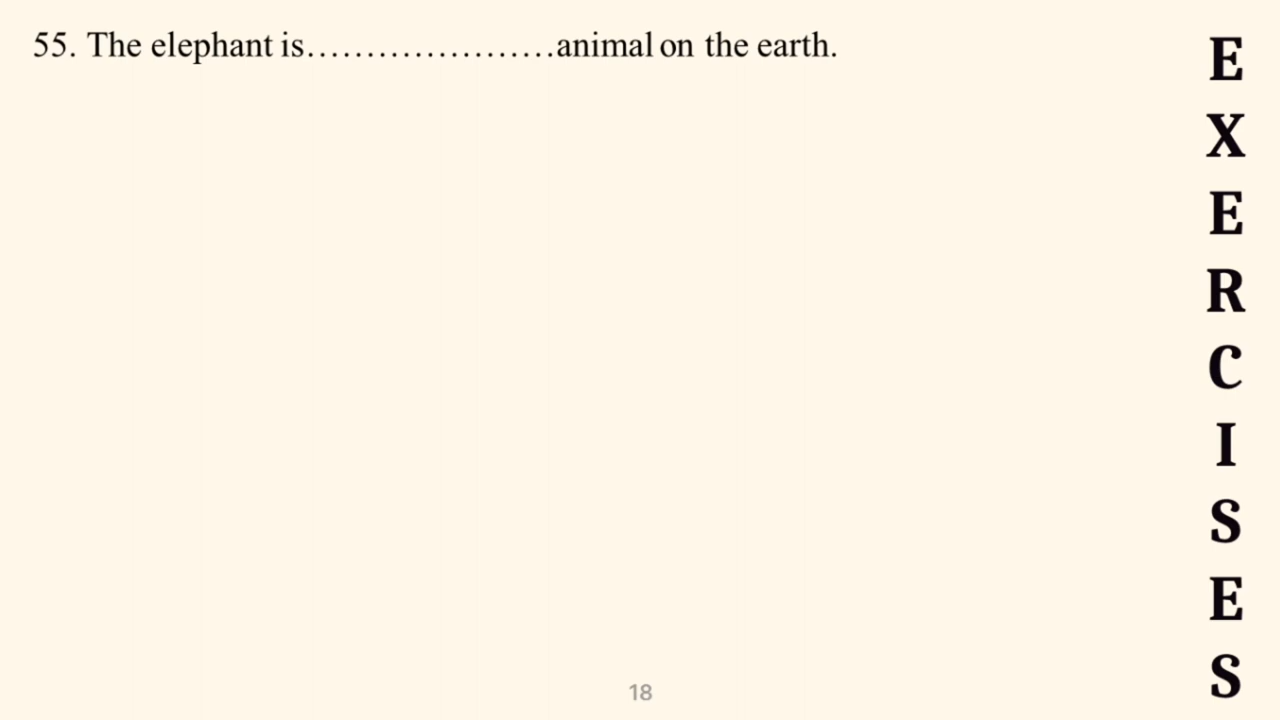 55. The elephant is.....................animal on the earth.
E
X
E
R
C
I
S
E
S
18